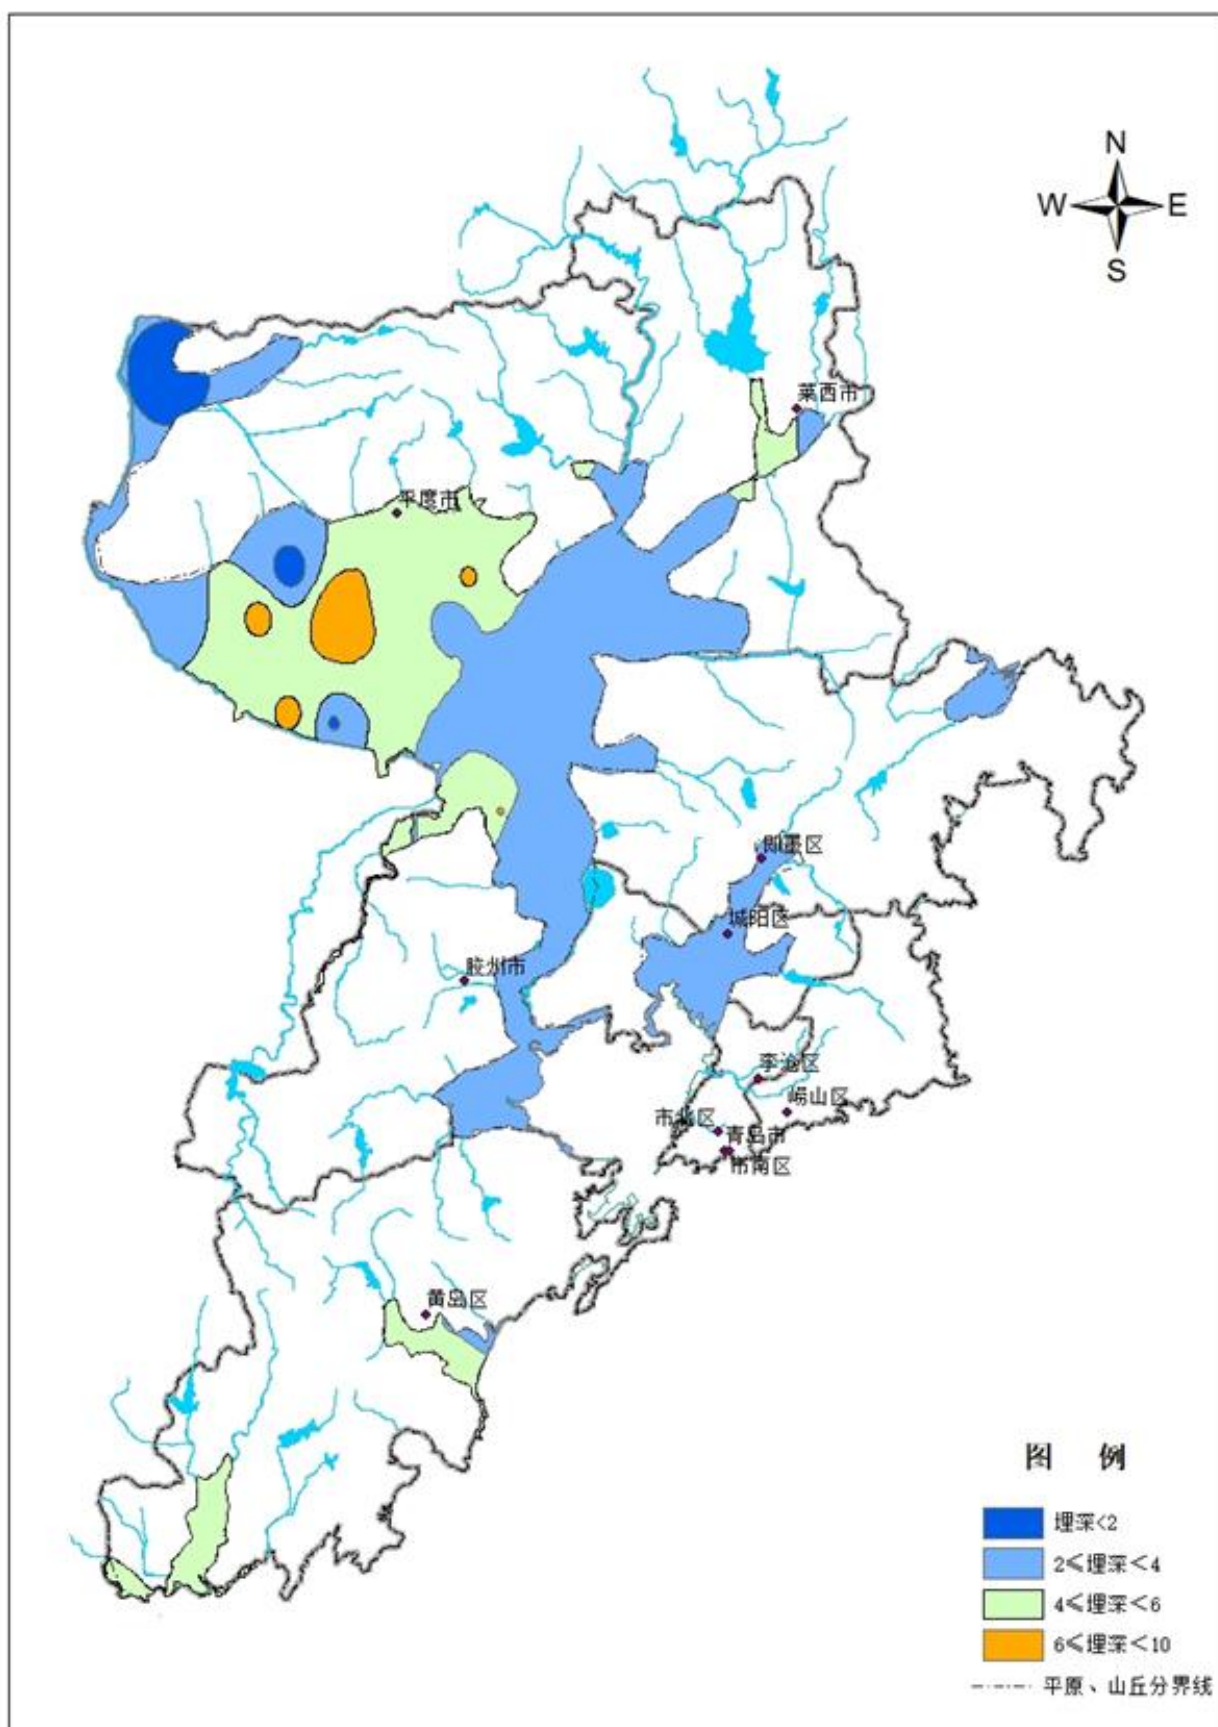 N
W E
S
莱西市
平度市
即墨区
城阳区
胶州市
李沧区
崂山区
市北区
青岛市
市南区
黄岛区
图 例
埋深<2
2≤埋深<4
4≤埋深<6
6≤埋深<10
平原、山丘分界线